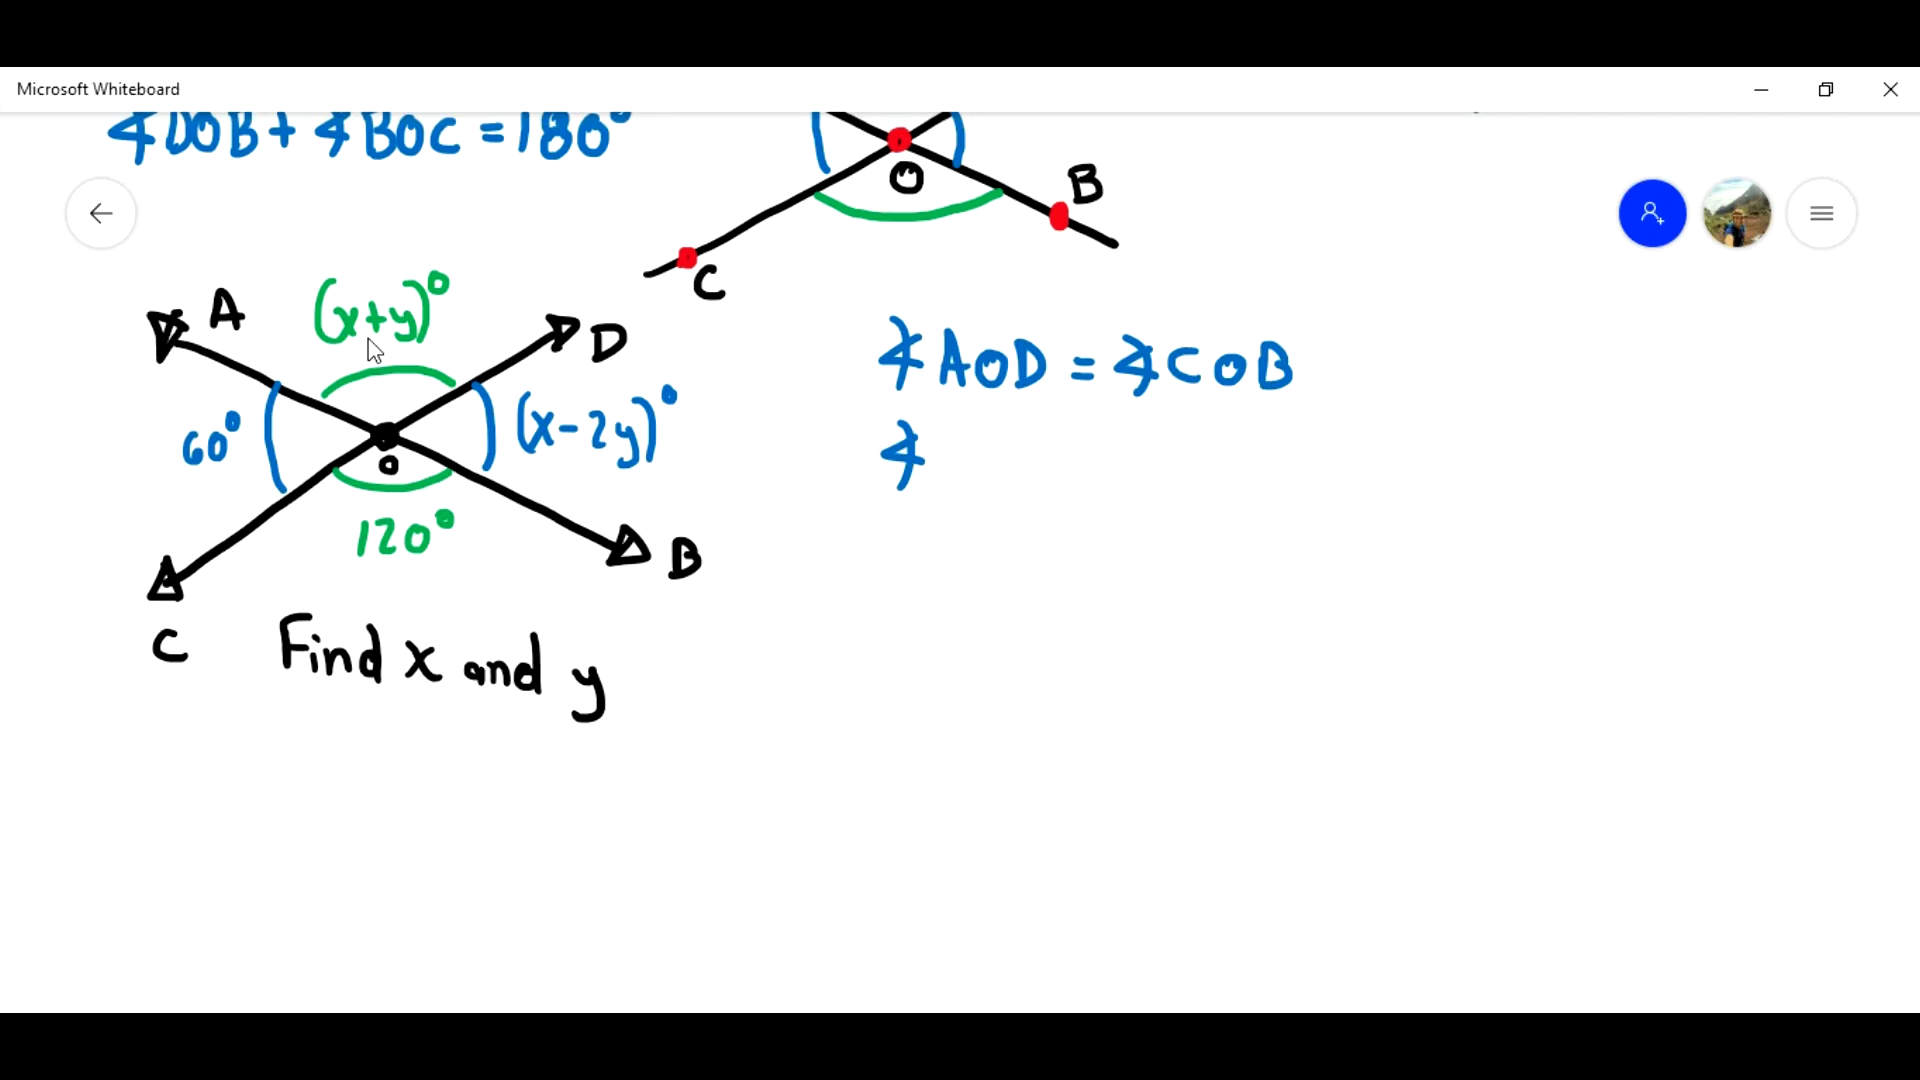 Microsoft Whiteboard
∡DOB + ∡BOC = 180°
O
B
C
A
(x+y)°
D
60°
(x-2y)°
O
120°
B
C
Find x and y
∡AOD = ∡COB
∡